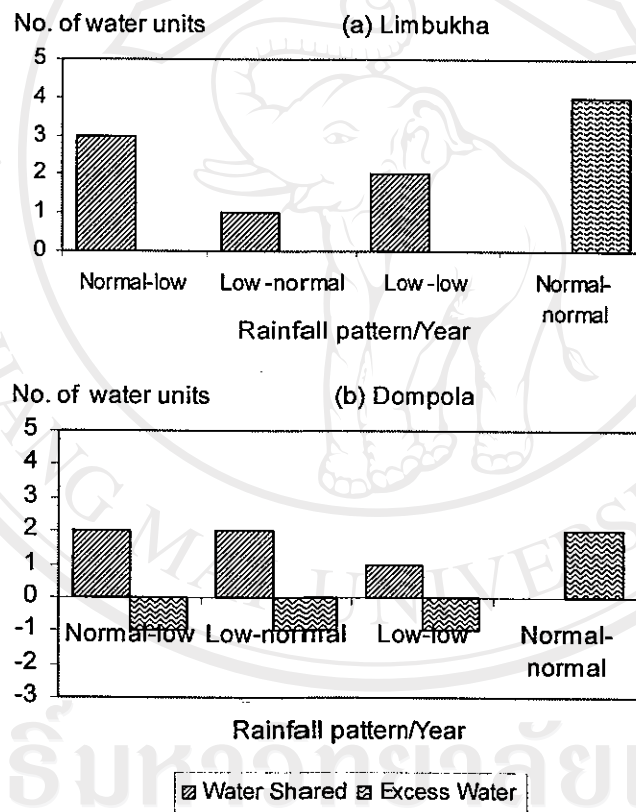 No. of water units (a) Limbukha
5
4
3
2
1
0
Normal-low Low-normal Low-low Normal-
normal
Rainfall pattern/Year
No. of water units (b) Dompola
5
4
3
2
1
0
-1
-2
-3
Normal-low Low-normal Low-low Normal-
normal
Rainfall pattern/Year
Water Shared Excess Water